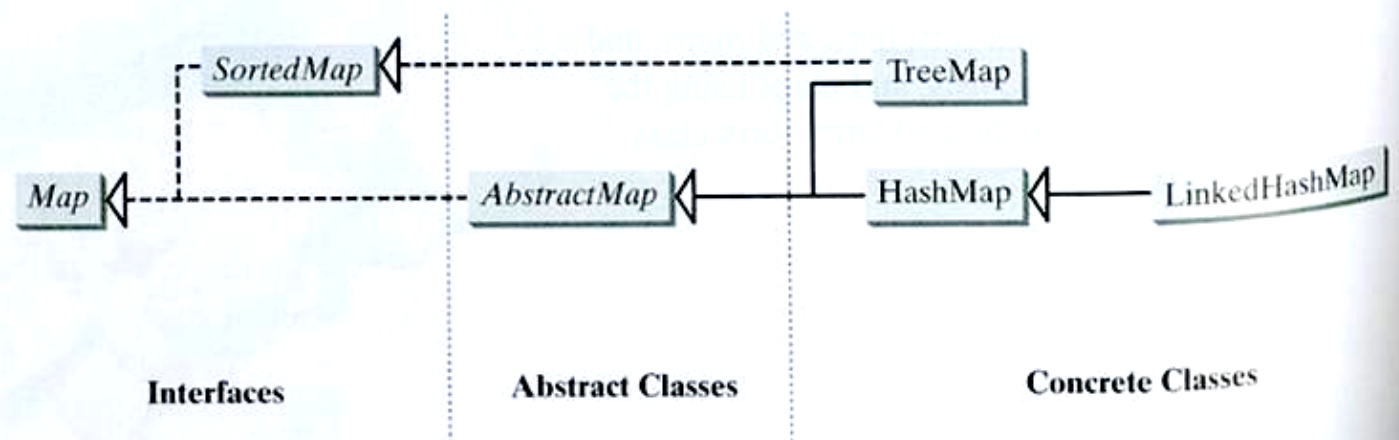 SortedMap
TreeMap
Map
AbstractMap
HashMap
LinkedHashMap
Interfaces
Abstract Classes
Concrete Classes